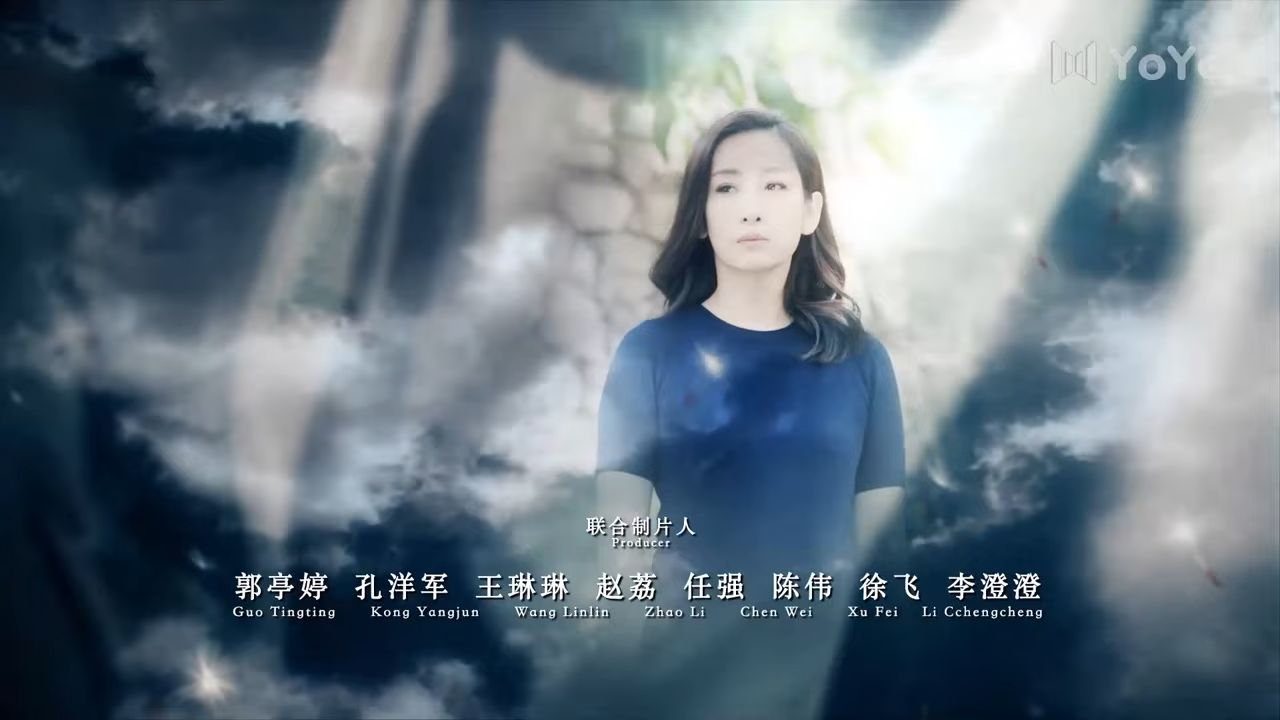 YoYo
联合制片人
Producer
郭亭婷 孔洋军 王琳琳 赵荔 任强 陈伟 徐飞 李澄澄
Guo Tingting Kong Yangjun Wang Linlin Zhao Li Chen Wei Xu Fei Li Cchengcheng